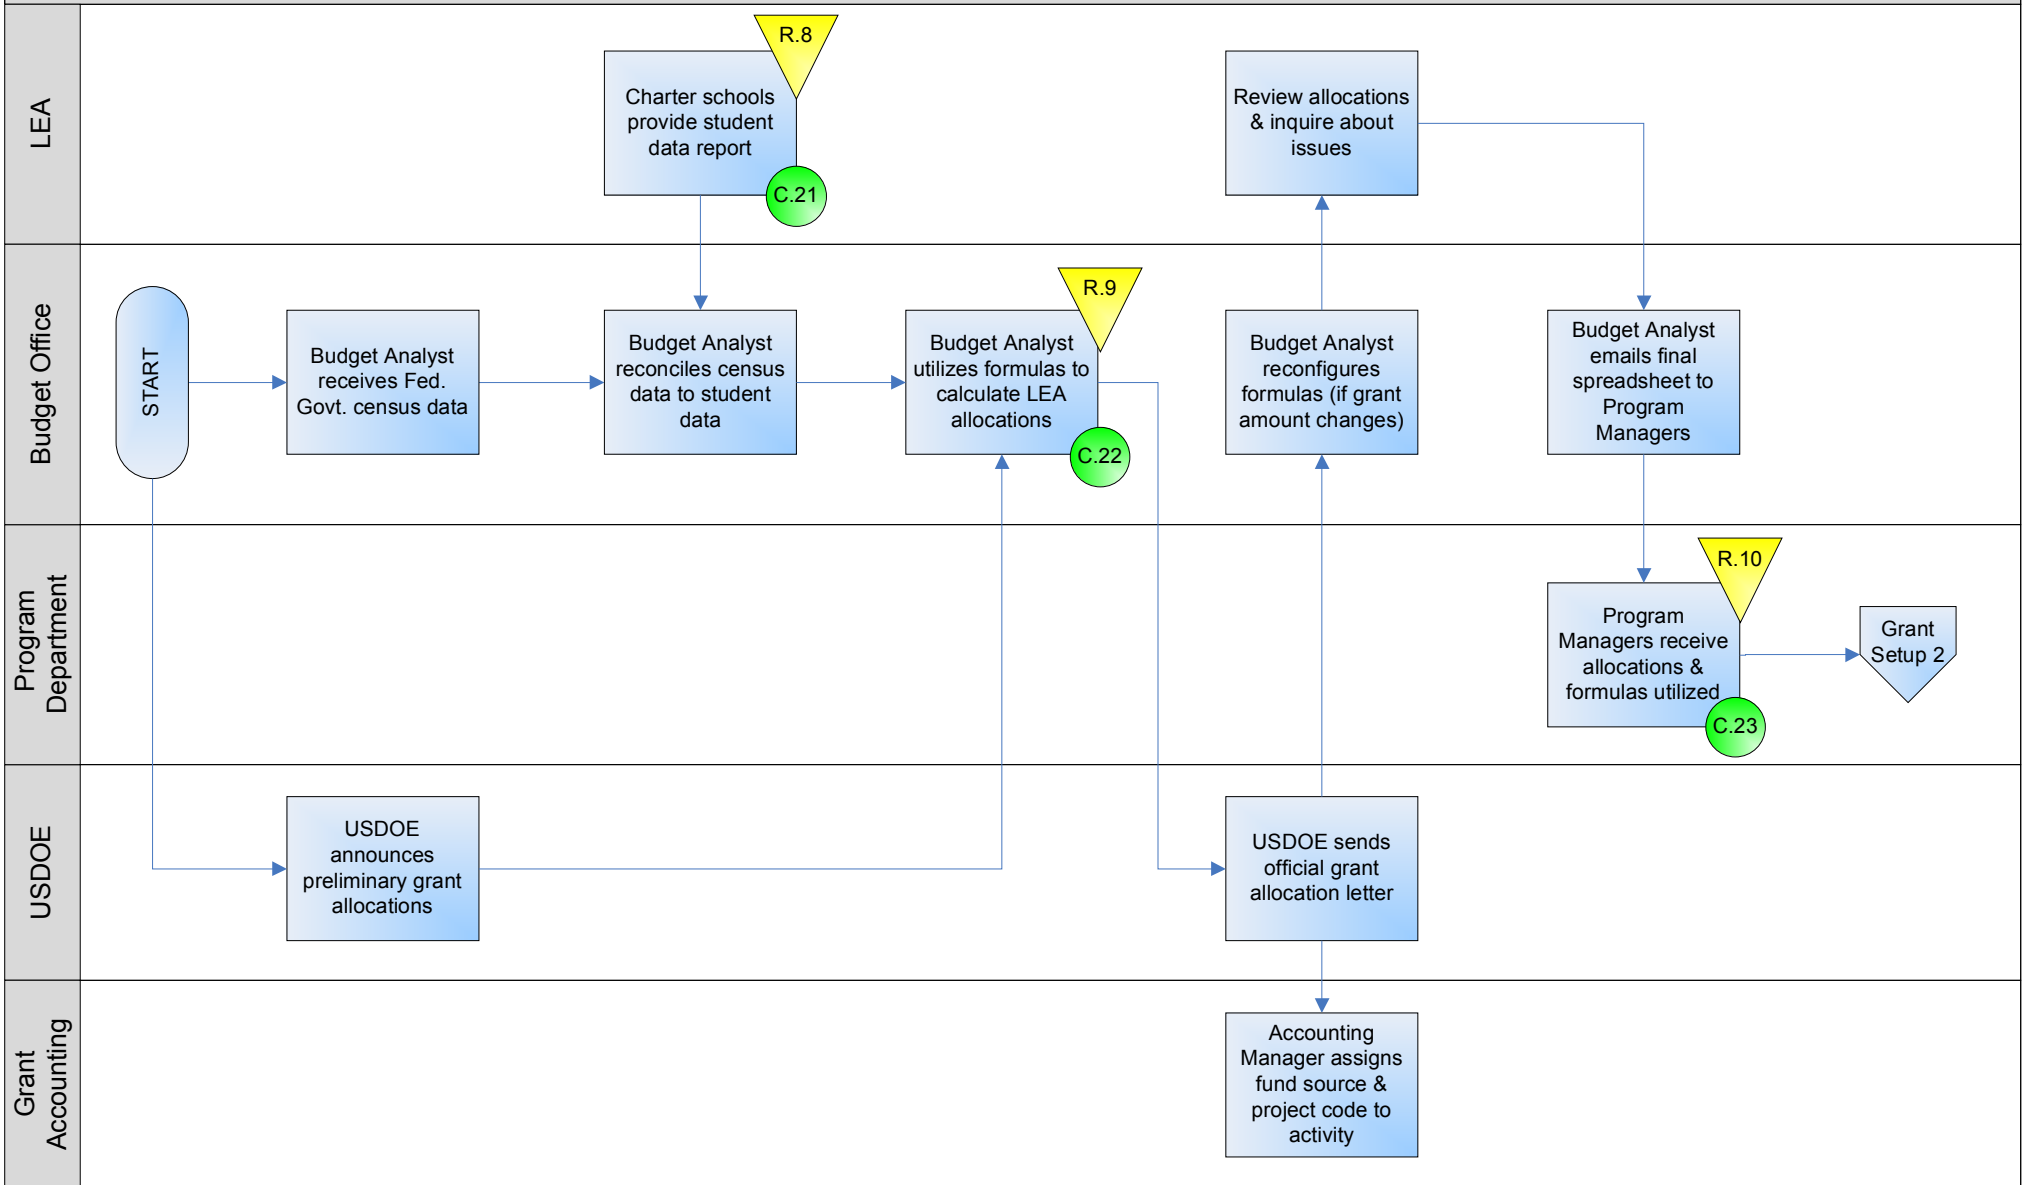 LEA
R.8
Charter schools
provide student
data report
C.21
Review allocations
& inquire about
issues
Budget Office
START
Budget Analyst
receives Fed.
Govt. census data
Budget Analyst
reconciles census
data to student
data
R.9
Budget Analyst
utilizes formulas to
calculate LEA
allocations
C.22
Budget Analyst
reconfigures
formulas (if grant
amount changes)
Budget Analyst
emails final
spreadsheet to
Program
Managers
Program
Department
R.10
Program
Managers receive
allocations &
formulas utilized
C.23
Grant
Setup 2
USDOE
USDOE
announces
preliminary grant
allocations
USDOE sends
official grant
allocation letter
Grant
Accounting
Accounting
Manager assigns
fund source &
project code to
activity